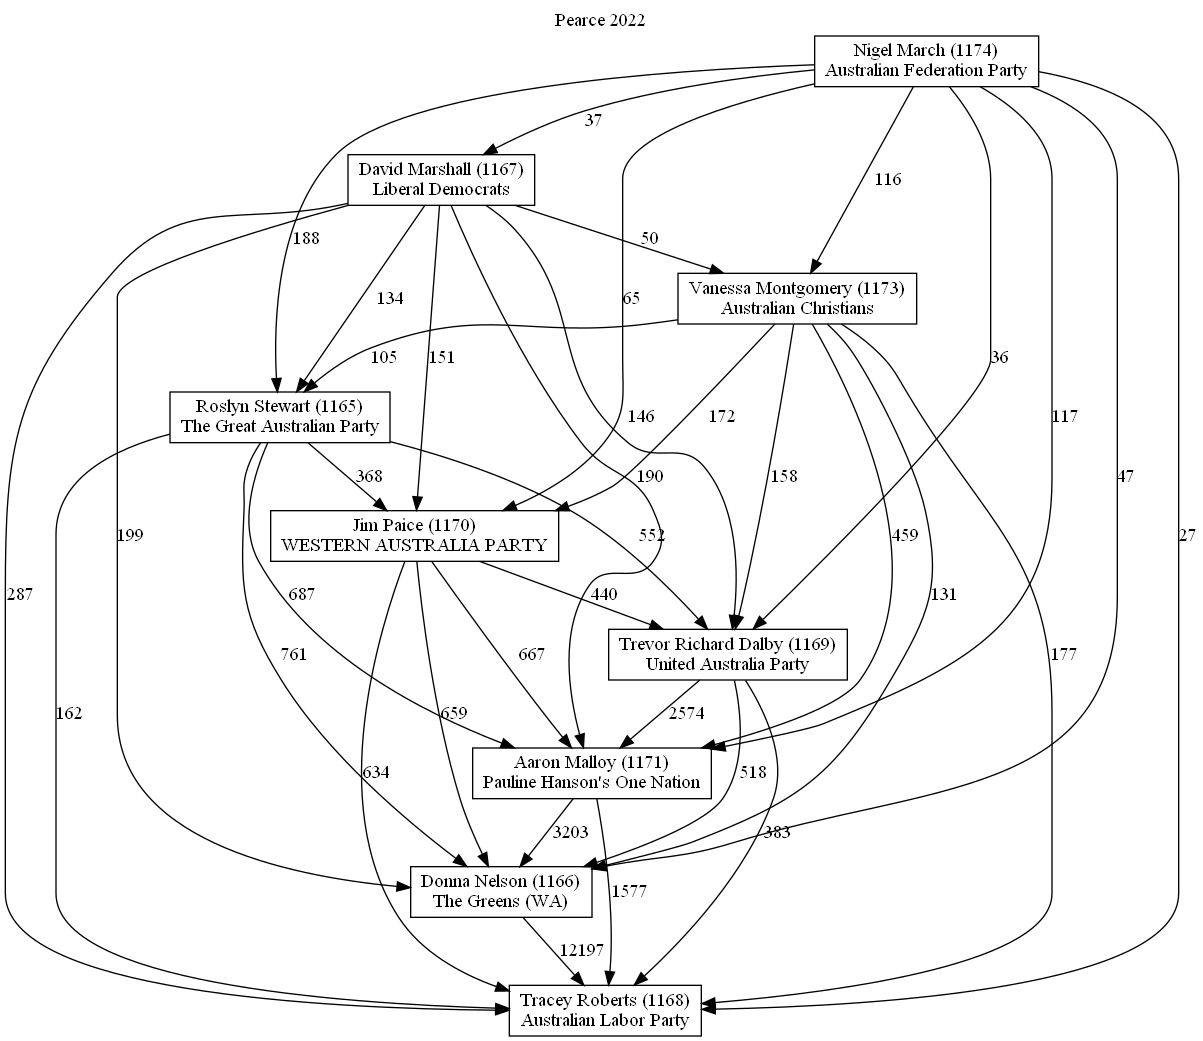 Pearce 2022
Nigel March (1174)
Australian Federation Party
37
David Marshall (1167)
Liberal Democrats
116
188
50
Vanessa Montgomery (1173)
Australian Christians
134
65
105
151
36
Roslyn Stewart (1165)
The Great Australian Party
146
172
117
368
190
158
47
Jim Paice (1170)
WESTERN AUSTRALIA PARTY
199
552
459
27
287
687
440
131
Trevor Richard Dalby (1169)
United Australia Party
761
667
177
162
659
2574
Aaron Malloy (1171)
Pauline Hanson's One Nation
634
518
3203
383
Donna Nelson (1166)
The Greens (WA)
1577
12197
Tracey Roberts (1168)
Australian Labor Party